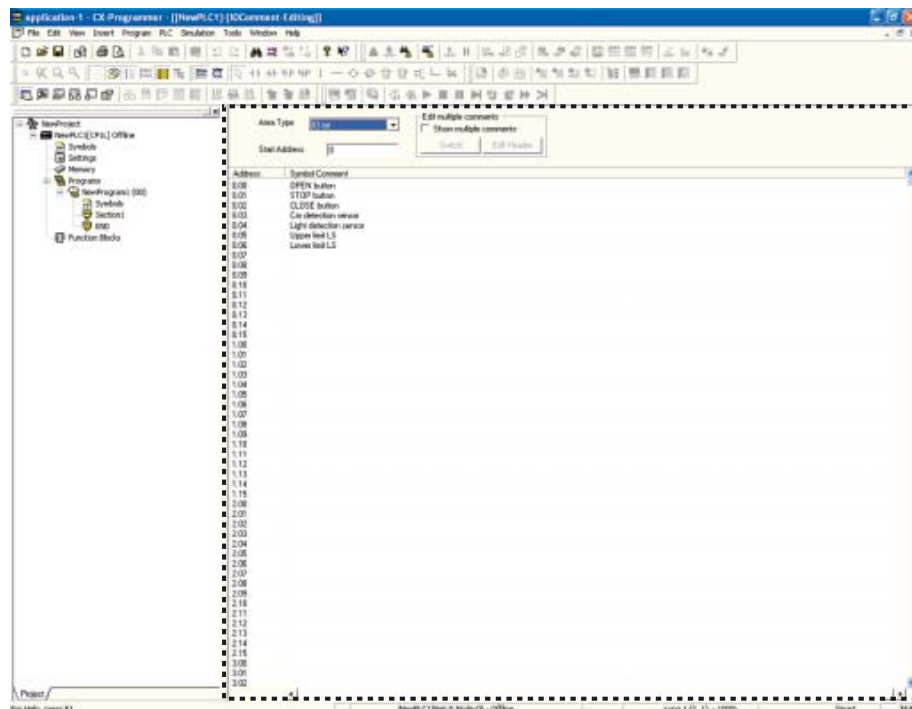 application-1 - CX-Programmer - [[NewPLC1] [IOComment-Editing]]
File Edit View Insert Program PLC Simulation Tools Window Help
NewProject
NewPLC1[CP1L] Offline
Symbols
Settings
Memory
Programs
NewProgram1 (00)
Symbols
Section1
END
Function Blocks
Project
Area Type
Start Address 0
Edit multiple comments
Show multiple comments
Switch Edit Header
Address Symbol Comment
0.00 OPEN button
0.01 STOP button
0.02 CLOSE button
0.03 Car detection sensor
0.04 Light detection sensor
0.05 Upper limit LS
0.06 Lower limit LS
0.07
0.08
0.09
0.10
0.11
0.12
0.13
0.14
0.15
1.00
1.01
1.02
1.03
1.04
1.05
1.06
1.07
1.08
1.09
1.10
1.11
1.12
1.13
1.14
1.15
2.00
2.01
2.02
2.03
2.04
2.05
2.06
2.07
2.08
2.09
2.10
2.11
2.12
2.13
2.14
2.15
3.00
3.01
3.02
For Help, press F1
Smart